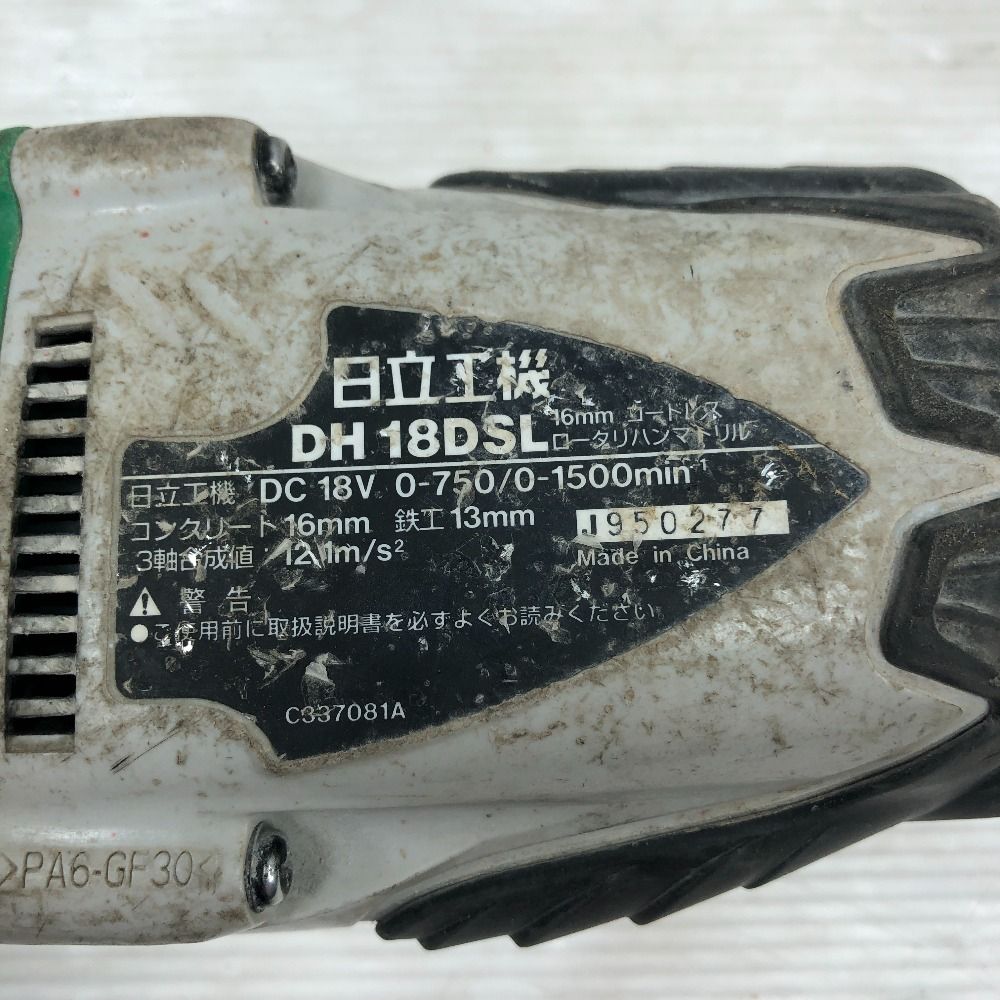 日立工機
DH 18DSL
16mm コードレス
ロータリハンマドリル
日立工機 DC 18V 0-750/0-1500min⁻¹
コンクリート 16mm 鉄工 13mm
J950277
3軸合成値 12.1m/s²
Made in China
警告
●ご使用前に取扱説明書を必ずよくお読みください
C337081A
>PA6-GF30<